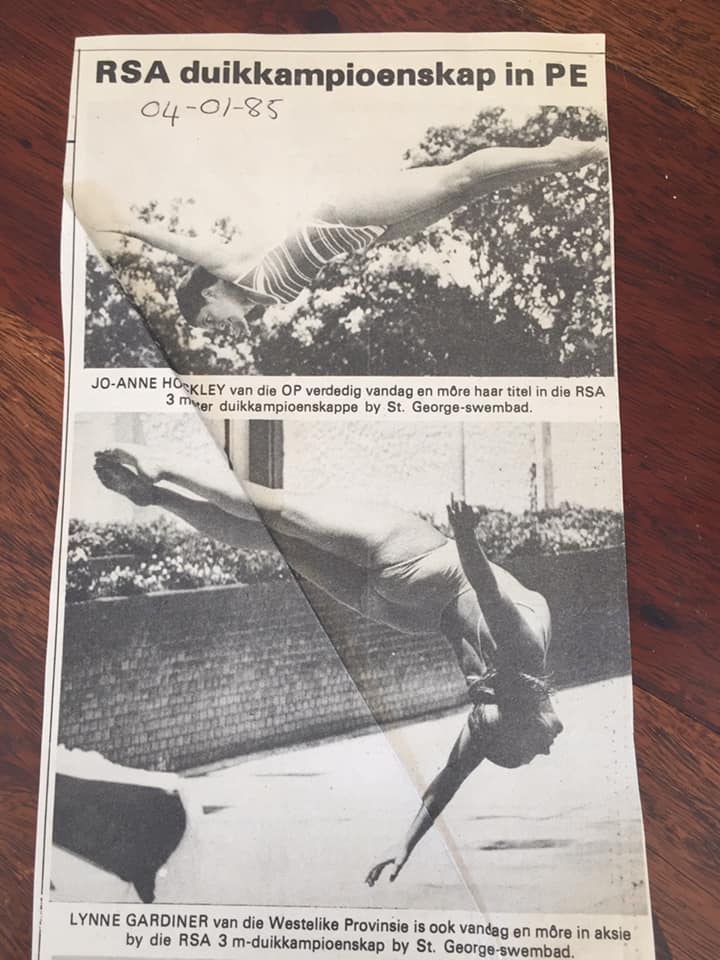 RSA duikkampioenskap in PE
04-01-85
JO-ANNE HOCKLEY van die OP verdedig vandag en môre haar titel in die RSA
3 meter duikkampioenskappe by St. George-swembad.
LYNNE GARDINER van die Westelike Provinsie is ook vandag en môre in aksie
by die RSA 3 m-duikkampioenskap by St. George-swembad.